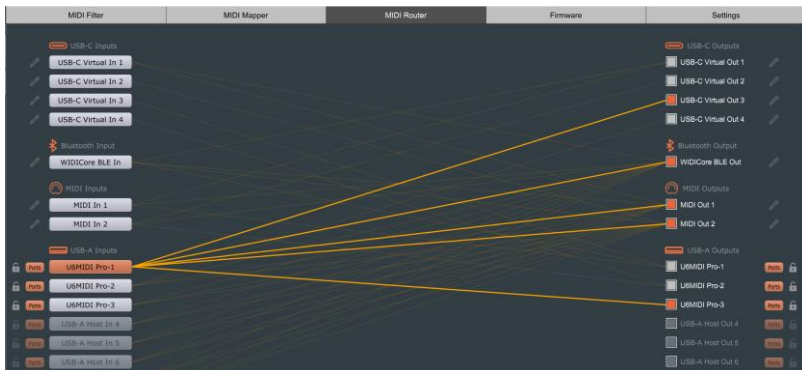 MIDI Filter MIDI Mapper MIDI Router Firmware Settings
USB-C Inputs USB-C Outputs
USB-C Virtual In 1 USB-C Virtual Out 1
USB-C Virtual In 2 USB-C Virtual Out 2
USB-C Virtual In 3 USB-C Virtual Out 3
USB-C Virtual In 4 USB-C Virtual Out 4
Bluetooth Input Bluetooth Output
WIDICore BLE In WIDICore BLE Out
MIDI Inputs MIDI Outputs
MIDI In 1 MIDI Out 1
MIDI In 2 MIDI Out 2
USB-A Inputs USB-A Outputs
Ports U6MIDI Pro-1 U6MIDI Pro-1 Ports
Ports U6MIDI Pro-2 U6MIDI Pro-2 Ports
Ports U6MIDI Pro-3 U6MIDI Pro-3 Ports
Ports USB-A Host In 4 USB-A Host Out 4 Ports
Ports USB-A Host In 5 USB-A Host Out 5 Ports
Ports USB-A Host In 6 USB-A Host Out 6 Ports